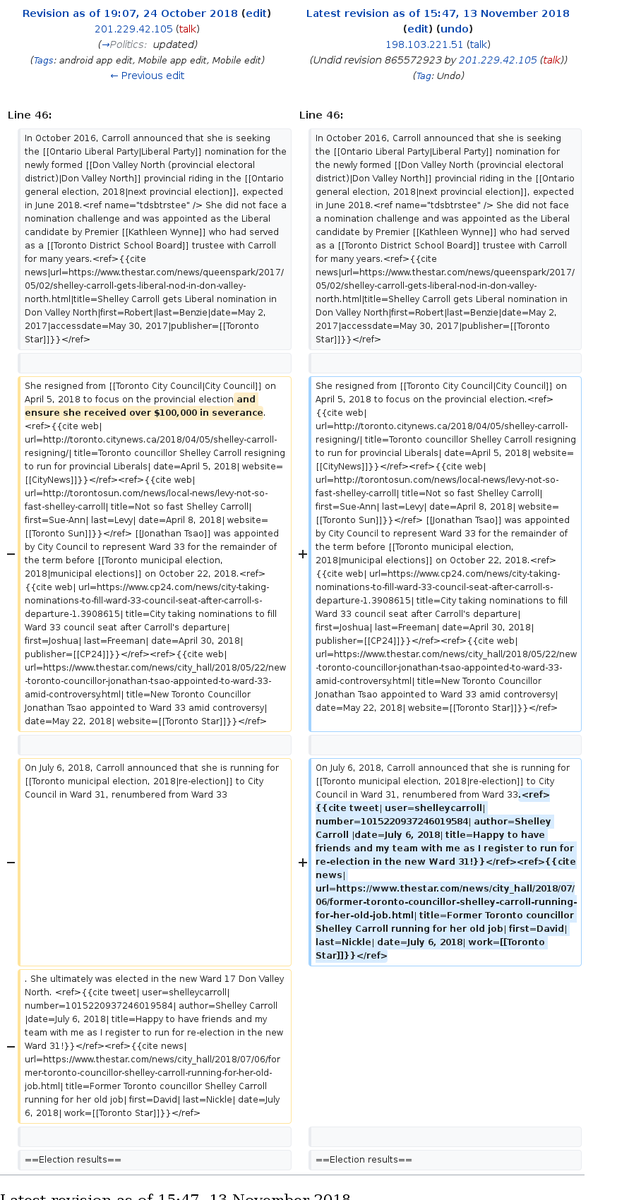 Revision as of 19:07, 24 October 2018 (edit)
201.229.42.105 (talk)
(→Politics: updated)
(Tags: android app edit, Mobile app edit, Mobile edit)
← Previous edit
Latest revision as of 15:47, 13 November 2018
(edit) (undo)
198.103.221.51 (talk)
(Undid revision 865572923 by 201.229.42.105 (talk))
(Tag: Undo)
Line 46:
Line 46:
In October 2016, Carroll announced that she is seeking
the [[Ontario Liberal Party|Liberal Party]] nomination for the
newly formed [[Don Valley North (provincial electoral
district)|Don Valley North]] provincial riding in the [[Ontario
general election, 2018|next provincial election]], expected
in June 2018.<ref name="tdsbtrstee" /> She did not face a
nomination challenge and was appointed as the Liberal
candidate by Premier [[Kathleen Wynne]] who had served
as a [[Toronto District School Board]] trustee with Carroll
for many years.<ref>{{cite
news|url=https://www.thestar.com/news/queenspark/2017/
05/02/shelley-carroll-gets-liberal-nod-in-don-valley-
north.html|title=Shelley Carroll gets Liberal nomination in
Don Valley North|first=Robert|last=Benzie|date=May 2,
2017|accessdate=May 30, 2017|publisher=[[Toronto
Star]]}}</ref>
In October 2016, Carroll announced that she is seeking
the [[Ontario Liberal Party|Liberal Party]] nomination for the
newly formed [[Don Valley North (provincial electoral
district)|Don Valley North]] provincial riding in the [[Ontario
general election, 2018|next provincial election]], expected
in June 2018.<ref name="tdsbtrstee" /> She did not face a
nomination challenge and was appointed as the Liberal
candidate by Premier [[Kathleen Wynne]] who had served
as a [[Toronto District School Board]] trustee with Carroll
for many years.<ref>{{cite
news|url=https://www.thestar.com/news/queenspark/2017/
05/02/shelley-carroll-gets-liberal-nod-in-don-valley-
north.html|title=Shelley Carroll gets Liberal nomination in
Don Valley North|first=Robert|last=Benzie|date=May 2,
2017|accessdate=May 30, 2017|publisher=[[Toronto
Star]]}}</ref>
−
She resigned from [[Toronto City Council|City Council]] on
April 5, 2018 to focus on the provincial election and
ensure she received over $100,000 in severance.
<ref>{{cite web|
url=http://toronto.citynews.ca/2018/04/05/shelley-carroll-
resigning/| title=Toronto Councillor Shelley Carroll resigning
to run for provincial Liberals| date=April 5, 2018| website=
[[CityNews]]}}</ref><ref>{{cite web|
url=http://torontosun.com/news/local-news/levy-not-so-
fast-shelley-carroll| title=Not so fast Shelley Carroll|
first=Sue-Ann| last=Levy| date=April 8, 2018| website=
[[Toronto Sun]]}}</ref> [[Jonathan Tsao]] was appointed
by City Council to represent Ward 33 for the remainder of
the term before [[Toronto municipal election,
2018|municipal elections]] on October 22, 2018.<ref>
{{cite web| url=https://www.cp24.com/news/city-taking-
nominations-to-fill-ward-33-council-seat-after-carroll-s-
departure-1.3908615| title=City taking nominations to fill
Ward 33 council seat after Carroll's departure|
first=Joshua| last=Freeman| date=April 30, 2018|
publisher=[[CP24]]}}</ref><ref>{{cite web|
url=https://www.thestar.com/news/city_hall/2018/05/22/new
-toronto-councillor-jonathan-tsao-appointed-to-ward-33-
amid-controversy.html| title=New Toronto Councillor
Jonathan Tsao appointed to Ward 33 amid controversy|
date=May 22, 2018| website=[[Toronto Star]]}}</ref>
+
She resigned from [[Toronto City Council|City Council]] on
April 5, 2018 to focus on the provincial election.<ref>
{{cite web|
url=http://toronto.citynews.ca/2018/04/05/shelley-carroll-
resigning/| title=Toronto Councillor Shelley Carroll resigning
to run for provincial Liberals| date=April 5, 2018| website=
[[CityNews]]}}</ref><ref>{{cite web|
url=http://torontosun.com/news/local-news/levy-not-so-
fast-shelley-carroll| title=Not so fast Shelley Carroll|
first=Sue-Ann| last=Levy| date=April 8, 2018| website=
[[Toronto Sun]]}}</ref> [[Jonathan Tsao]] was appointed
by City Council to represent Ward 33 for the remainder of
the term before [[Toronto municipal election,
2018|municipal elections]] on October 22, 2018.<ref>
{{cite web| url=https://www.cp24.com/news/city-taking-
nominations-to-fill-ward-33-council-seat-after-carroll-s-
departure-1.3908615| title=City taking nominations to fill
Ward 33 council seat after Carroll's departure|
first=Joshua| last=Freeman| date=April 30, 2018|
publisher=[[CP24]]}}</ref><ref>{{cite web|
url=https://www.thestar.com/news/city_hall/2018/05/22/new
-toronto-councillor-jonathan-tsao-appointed-to-ward-33-
amid-controversy.html| title=New Toronto Councillor
Jonathan Tsao appointed to Ward 33 amid controversy|
date=May 22, 2018| website=[[Toronto Star]]}}</ref>
−
On July 6, 2018, Carroll announced that she is running for
[[Toronto municipal election, 2018|re-election]] to City
Council in Ward 31, renumbered from Ward 33
+
On July 6, 2018, Carroll announced that she is running for
[[Toronto municipal election, 2018|re-election]] to City
Council in Ward 31, renumbered from Ward 33.<ref>
{{cite tweet| user=shelleycarroll|
number=1015220937246019584| author=Shelley
Carroll |date=July 6, 2018| title=Happy to have
friends and my team with me as I register to run for
re-election in the new Ward 31!}}</ref><ref>{{cite
news|
url=https://www.thestar.com/news/city_hall/2018/07/
06/former-toronto-councillor-shelley-carroll-running-
for-her-old-job.html| title=Former Toronto councillor
Shelley Carroll running for her old job| first=David|
last=Nickle| date=July 6, 2018| work=[[Toronto
Star]]}}</ref>
−
. She ultimately was elected in the new Ward 17 Don Valley
North. <ref>{{cite tweet| user=shelleycarroll|
number=1015220937246019584| author=Shelley Carroll
|date=July 6, 2018| title=Happy to have friends and my
team with me as I register to run for re-election in the new
Ward 31!}}</ref><ref>{{cite news|
url=https://www.thestar.com/news/city_hall/2018/07/06/for
mer-toronto-councillor-shelley-carroll-running-for-her-old-
job.html| title=Former Toronto councillor Shelley Carroll
running for her old job| first=David| last=Nickle| date=July
6, 2018| work=[[Toronto Star]]}}</ref>
==Election results==
==Election results==
Latest revision as of 15:47, 13 November 2018